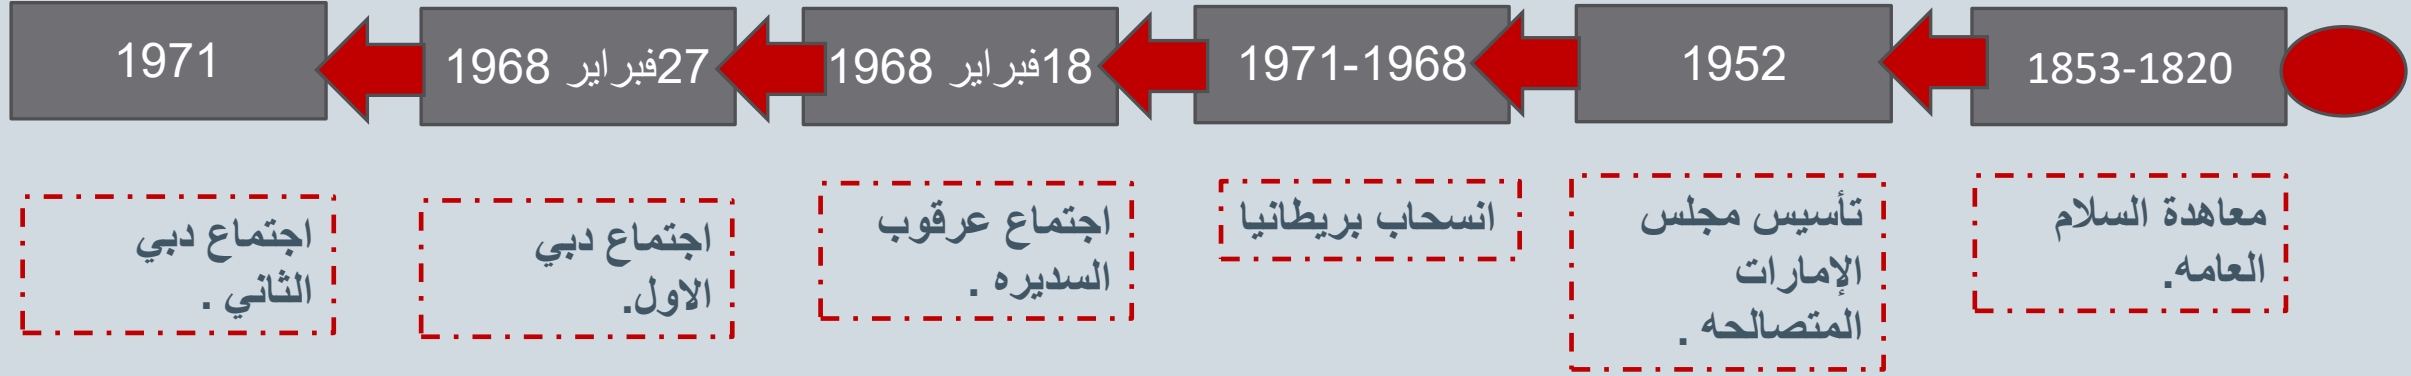 1853-1820
1952
1971-1968
18فبراير 1968
27فبراير 1968
1971
معاهدة السلام
العامه.
تأسيس مجلس
الإمارات
المتصالحه .
انسحاب بريطانيا
اجتماع عرقوب
السديره .
اجتماع دبي
الاول.
اجتماع دبي
الثاني .